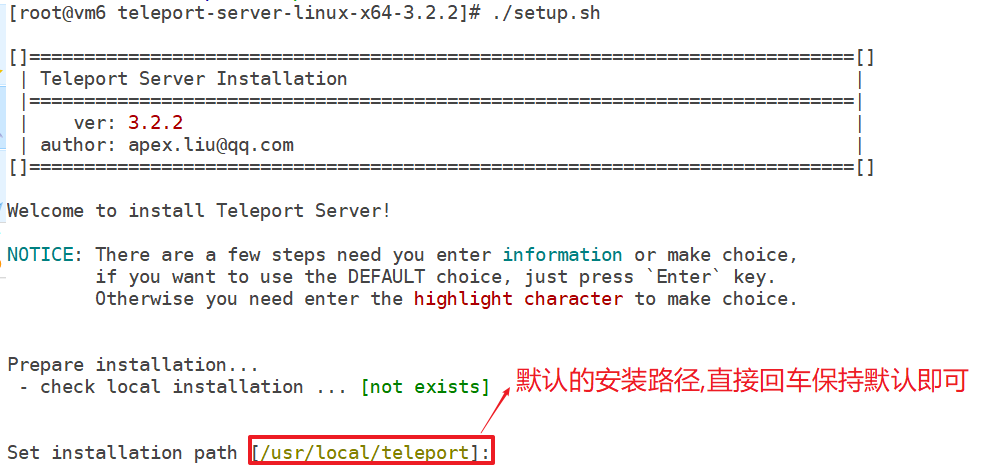 [root@vm6 teleport-server-linux-x64-3.2.2]# ./setup.sh
[]===========================================================================[]
| Teleport Server Installation |
|===========================================================================|
| ver: 3.2.2 |
| author: apex.liu@qq.com |
[]===========================================================================[]
Welcome to install Teleport Server!
NOTICE: There are a few steps need you enter information or make choice,
if you want to use the DEFAULT choice, just press `Enter` key.
Otherwise you need enter the highlight character to make choice.
Prepare installation...
- check local installation ... [not exists]
默认的安装路径,直接回车保持默认即可
Set installation path [/usr/local/teleport]: